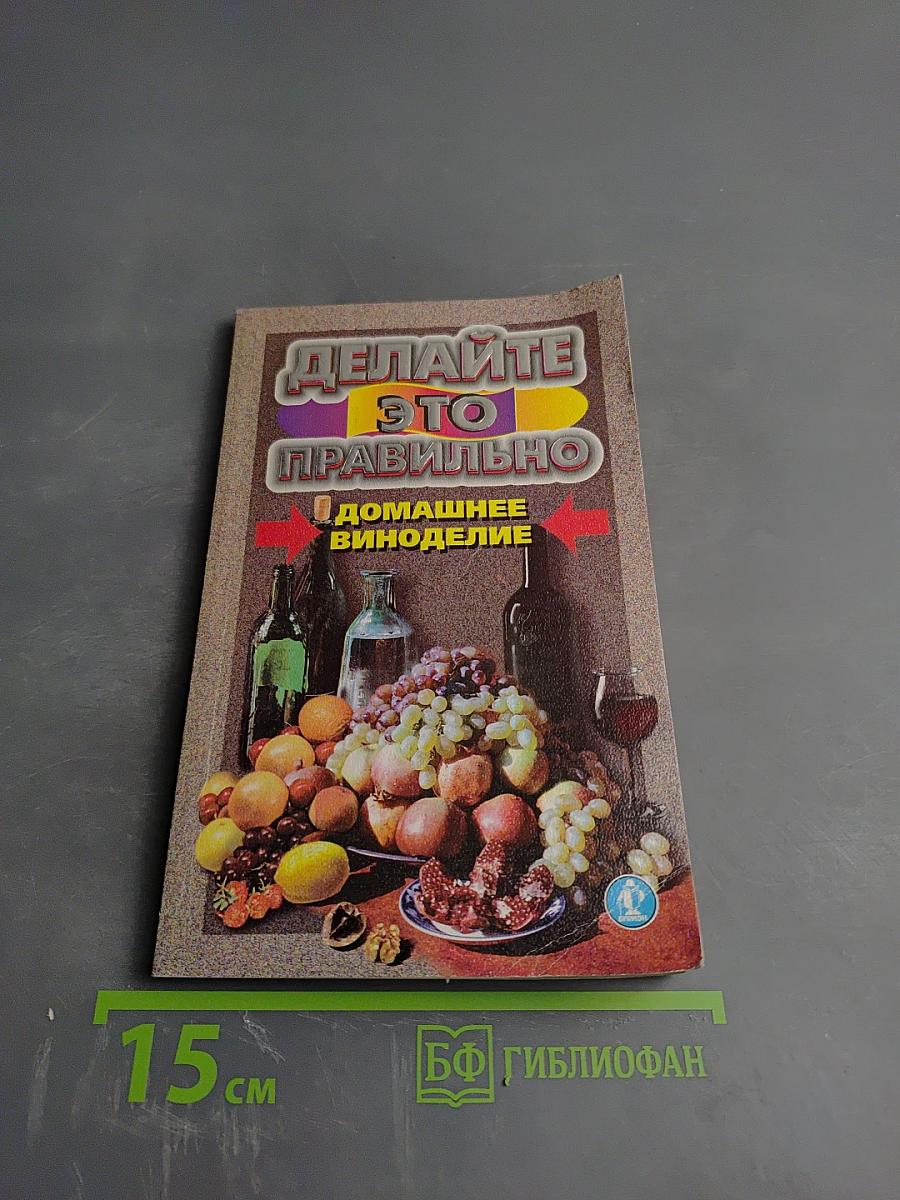 ДЕЛАЙТЕ
ЭТО
ПРАВИЛЬНО
ДОМАШНЕЕ
ВИНОДЕЛИЕ
15 см
БФ ГИБЛИОФАН